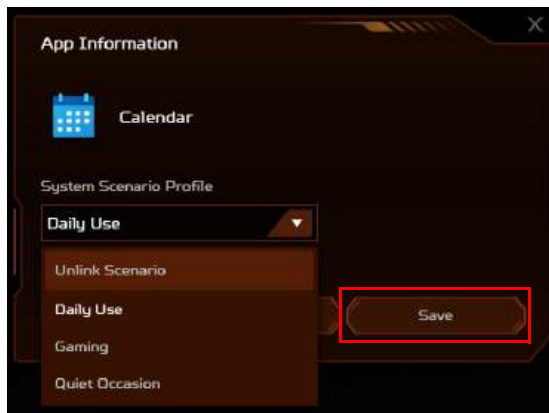 App Information
Calendar
System Scenario Profile
Daily Use
Unlink Scenario
Daily Use
Gaming
Quiet Occasion
Save